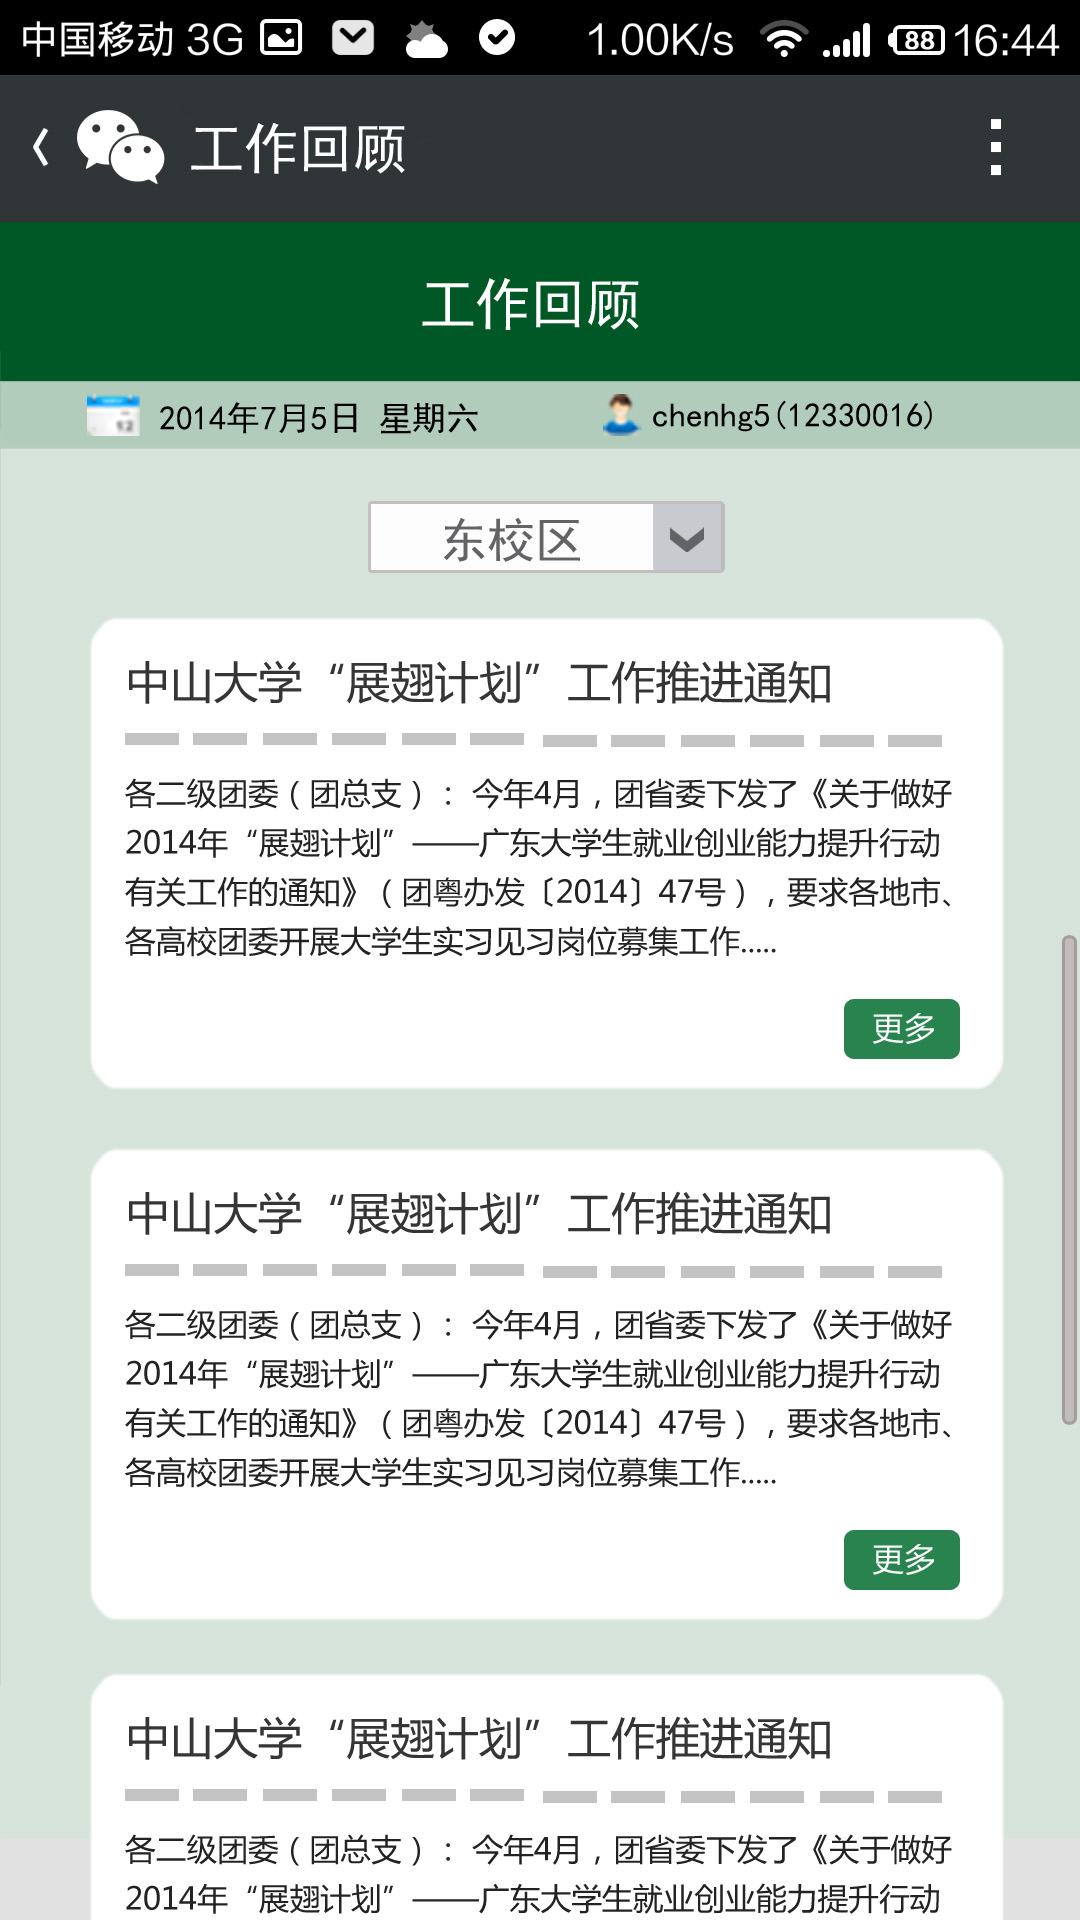 中国移动 3G 1.00K/s 88 16:44
工作回顾
工作回顾
12 2014年7月5日 星期六 chenhg5(12330016)
东校区
中山大学“展翅计划”工作推进通知
各二级团委（团总支）：今年4月，团省委下发了《关于做好
2014年“展翅计划”——广东大学生就业创业能力提升行动
有关工作的通知》（团粤办发〔2014〕47号），要求各地市、
各高校团委开展大学生实习见习岗位募集工作.....
更多
中山大学“展翅计划”工作推进通知
各二级团委（团总支）：今年4月，团省委下发了《关于做好
2014年“展翅计划”——广东大学生就业创业能力提升行动
有关工作的通知》（团粤办发〔2014〕47号），要求各地市、
各高校团委开展大学生实习见习岗位募集工作.....
更多
中山大学“展翅计划”工作推进通知
各二级团委（团总支）：今年4月，团省委下发了《关于做好
2014年“展翅计划”——广东大学生就业创业能力提升行动